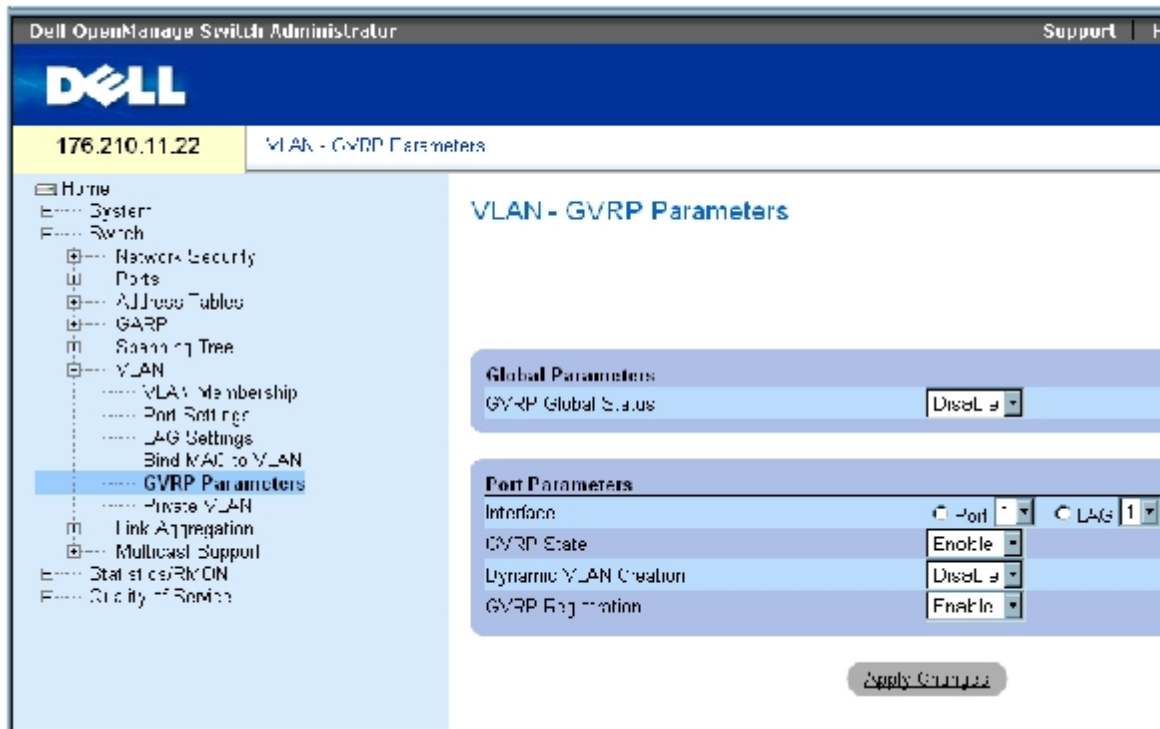 Dell OpenManage Switch Administrator
Support
H
DELL
176.210.11.22
VLAN - GVRP Parameters
Home
System
Switch
Network Security
Ports
Address Tables
GARP
Spanning Tree
VLAN
VLAN Membership
Port Settings
LAG Settings
Bind MAC to VLAN
GVRP Parameters
Private VLAN
Link Aggregation
Multicast Support
Statistics/RMON
Quality of Service
VLAN - GVRP Parameters
Global Parameters
GVRP Global Status Disable
Port Parameters
Interface Port 1 LAG 1
GVRP State Enable
Dynamic VLAN Creation Disable
GVRP Registration Enable
Apply Changes